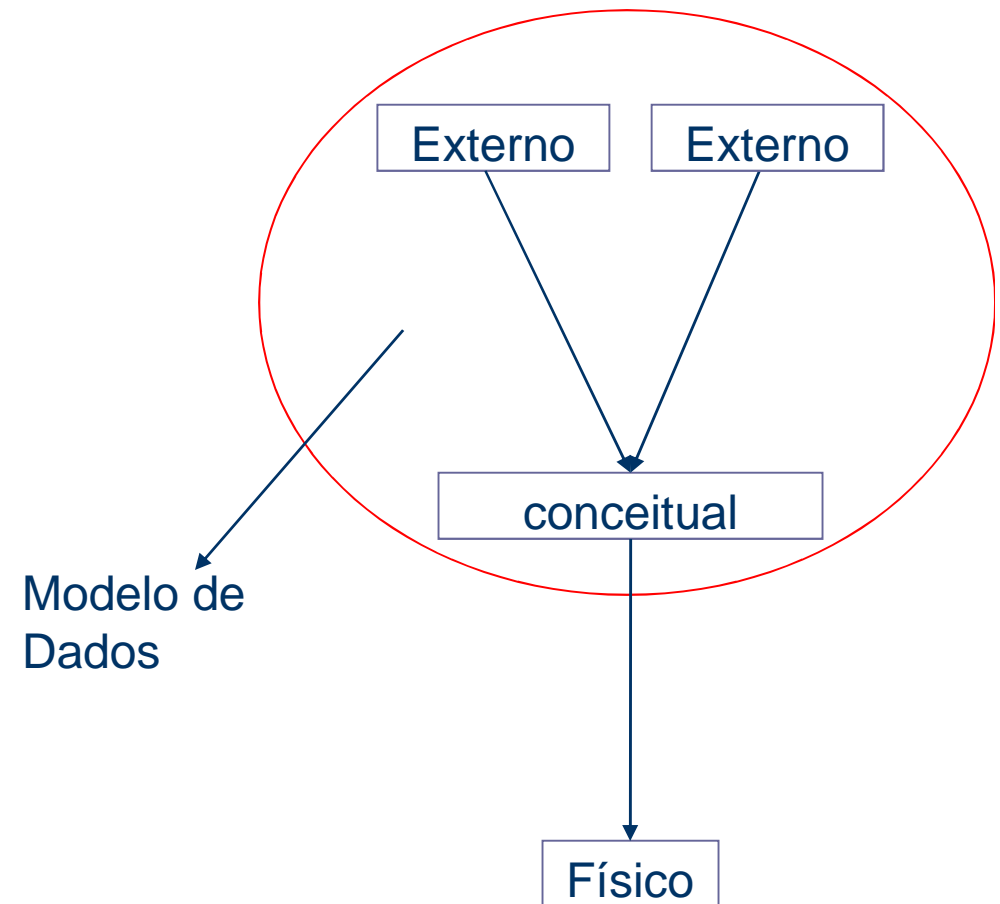 Externo
Externo
conceitual
Modelo de
Dados
Físico